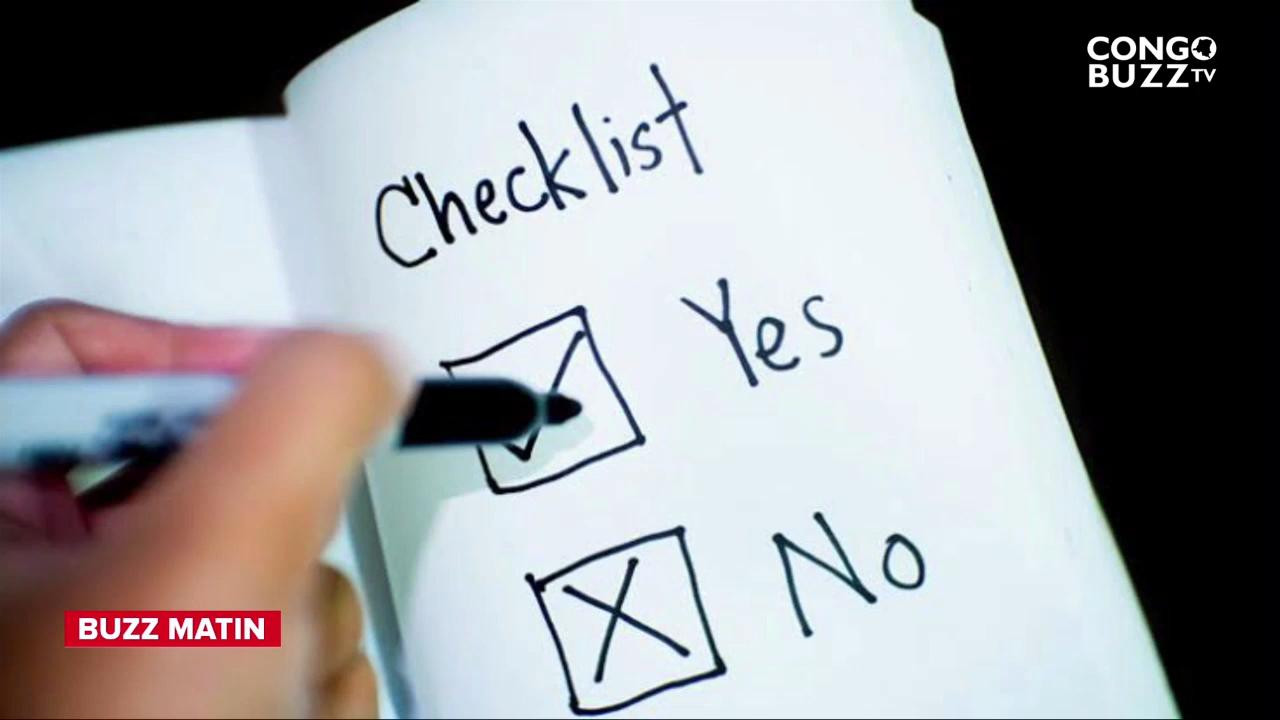 CONGO
BUZZ TV
Checklist
Yes
No
BUZZ MATIN